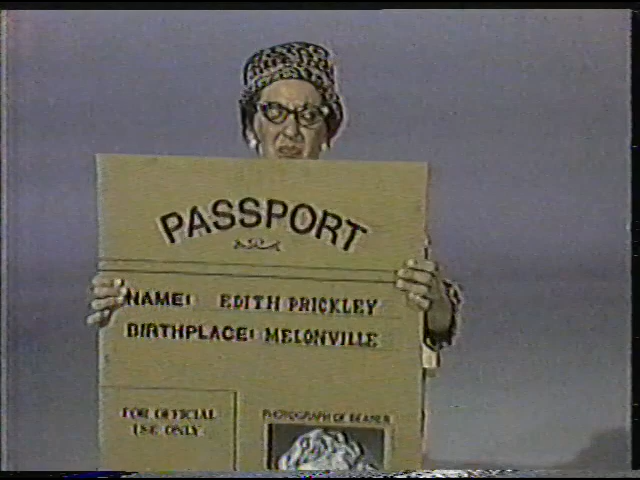 PASSPORT
NAME: EDITH PRICKLEY
BIRTHPLACE: MELONVILLE
FOR OFFICIAL
USE ONLY
PHOTOGRAPH OF BEARER